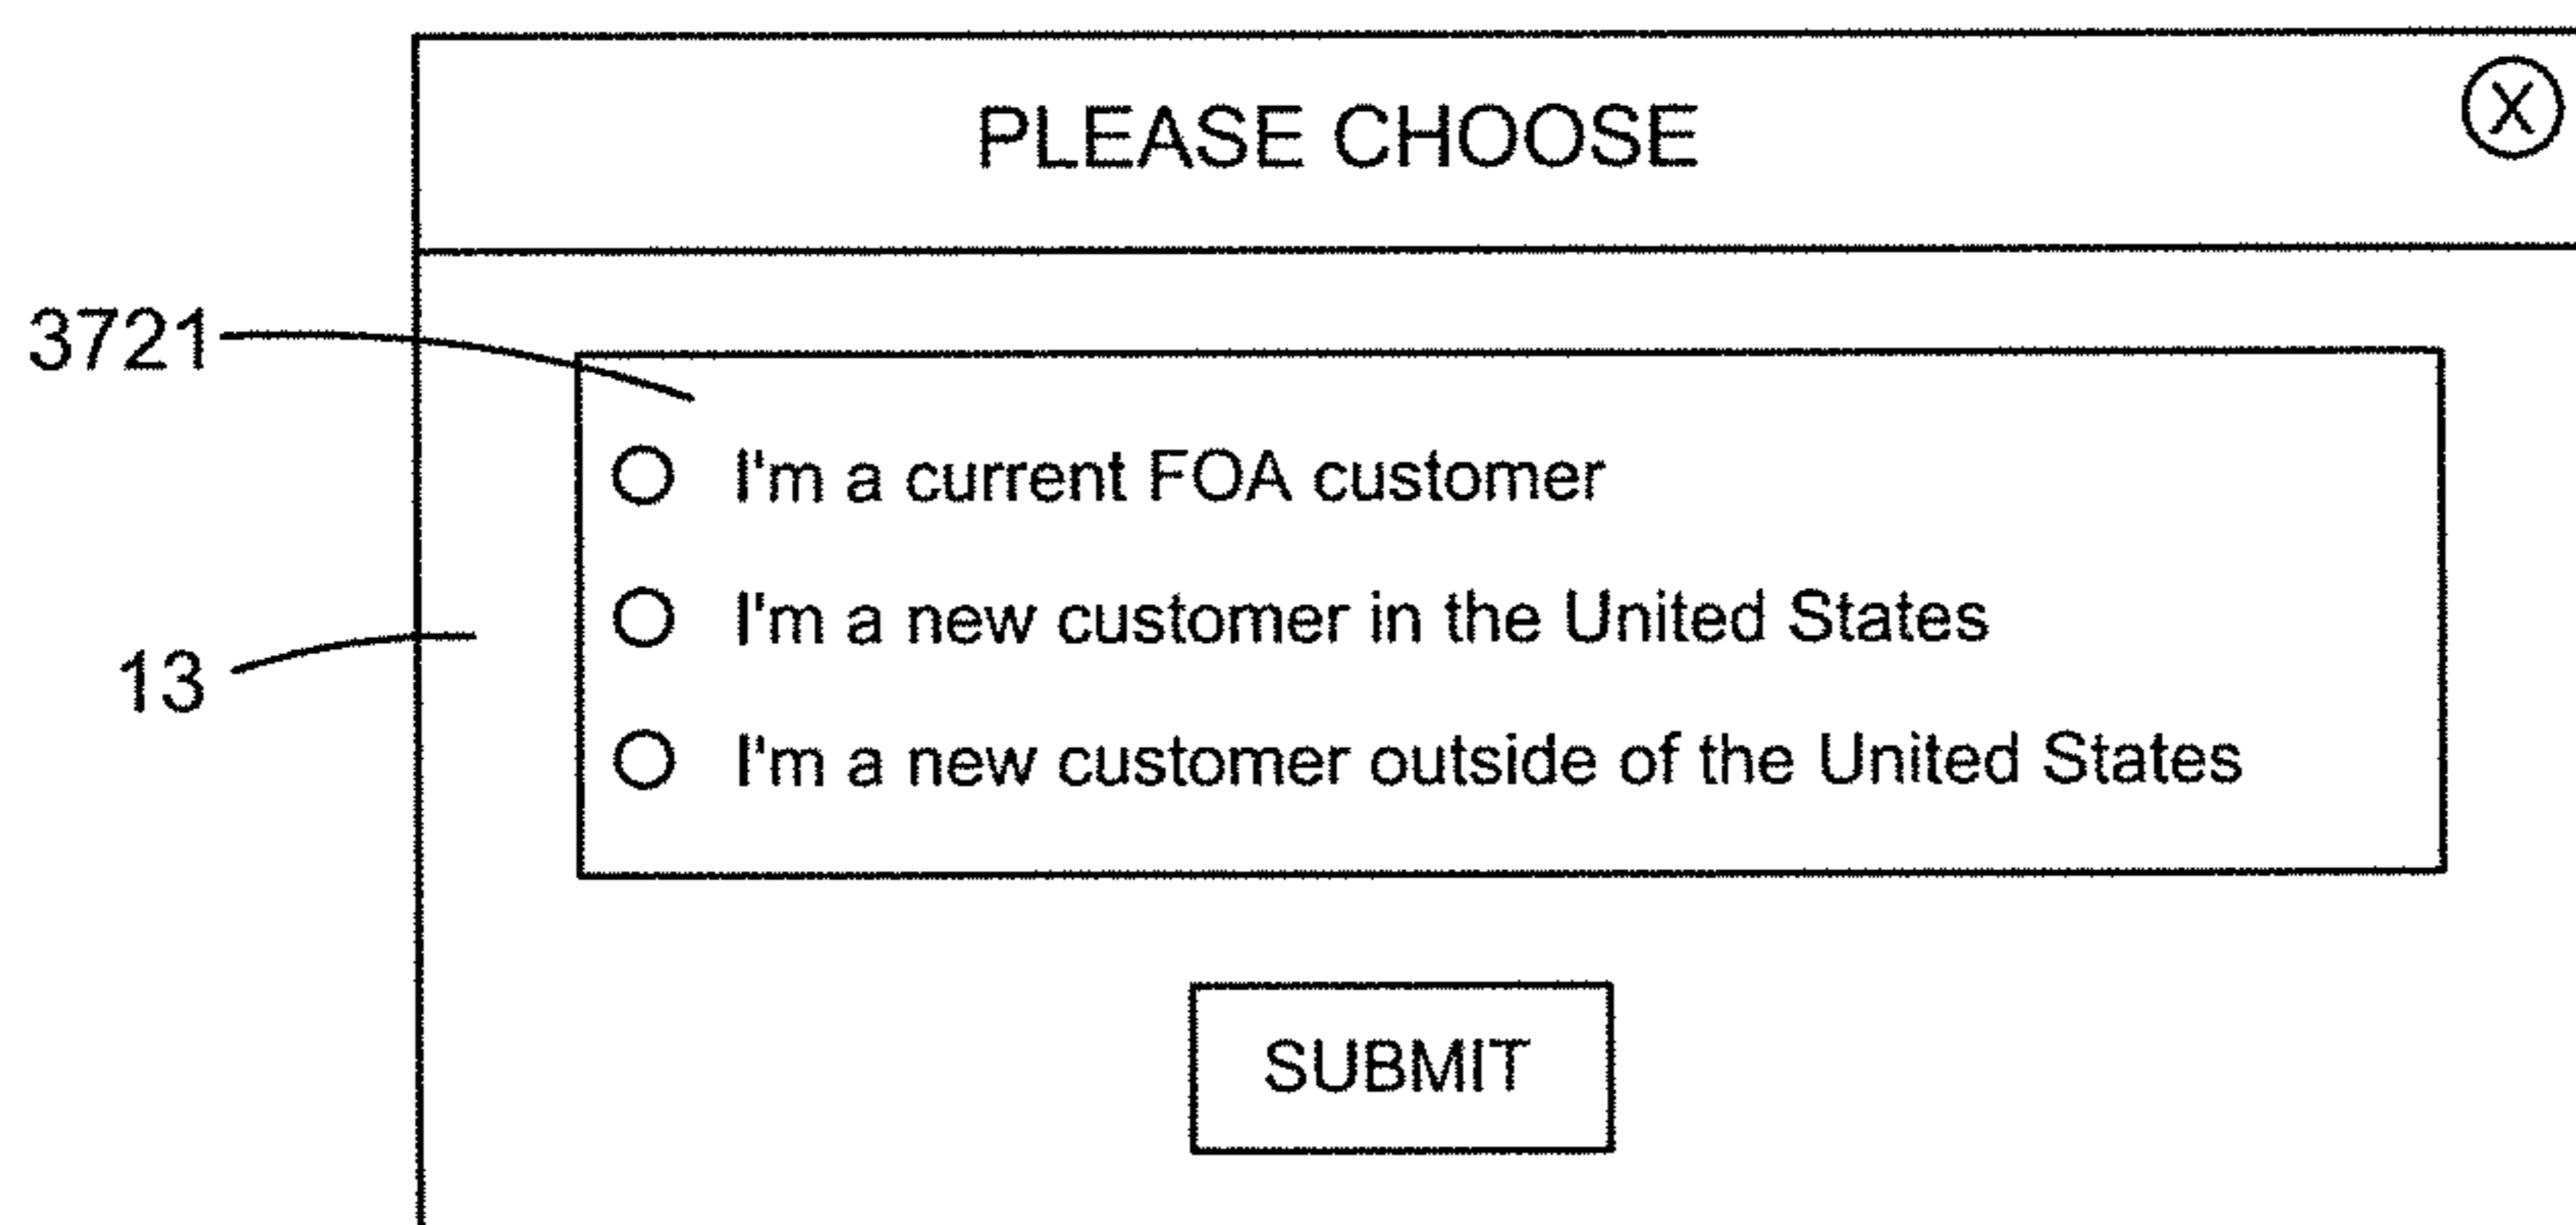 PLEASE CHOOSE
X
3721
I'm a current FOA customer
I'm a new customer in the United States
13
I'm a new customer outside of the United States
SUBMIT